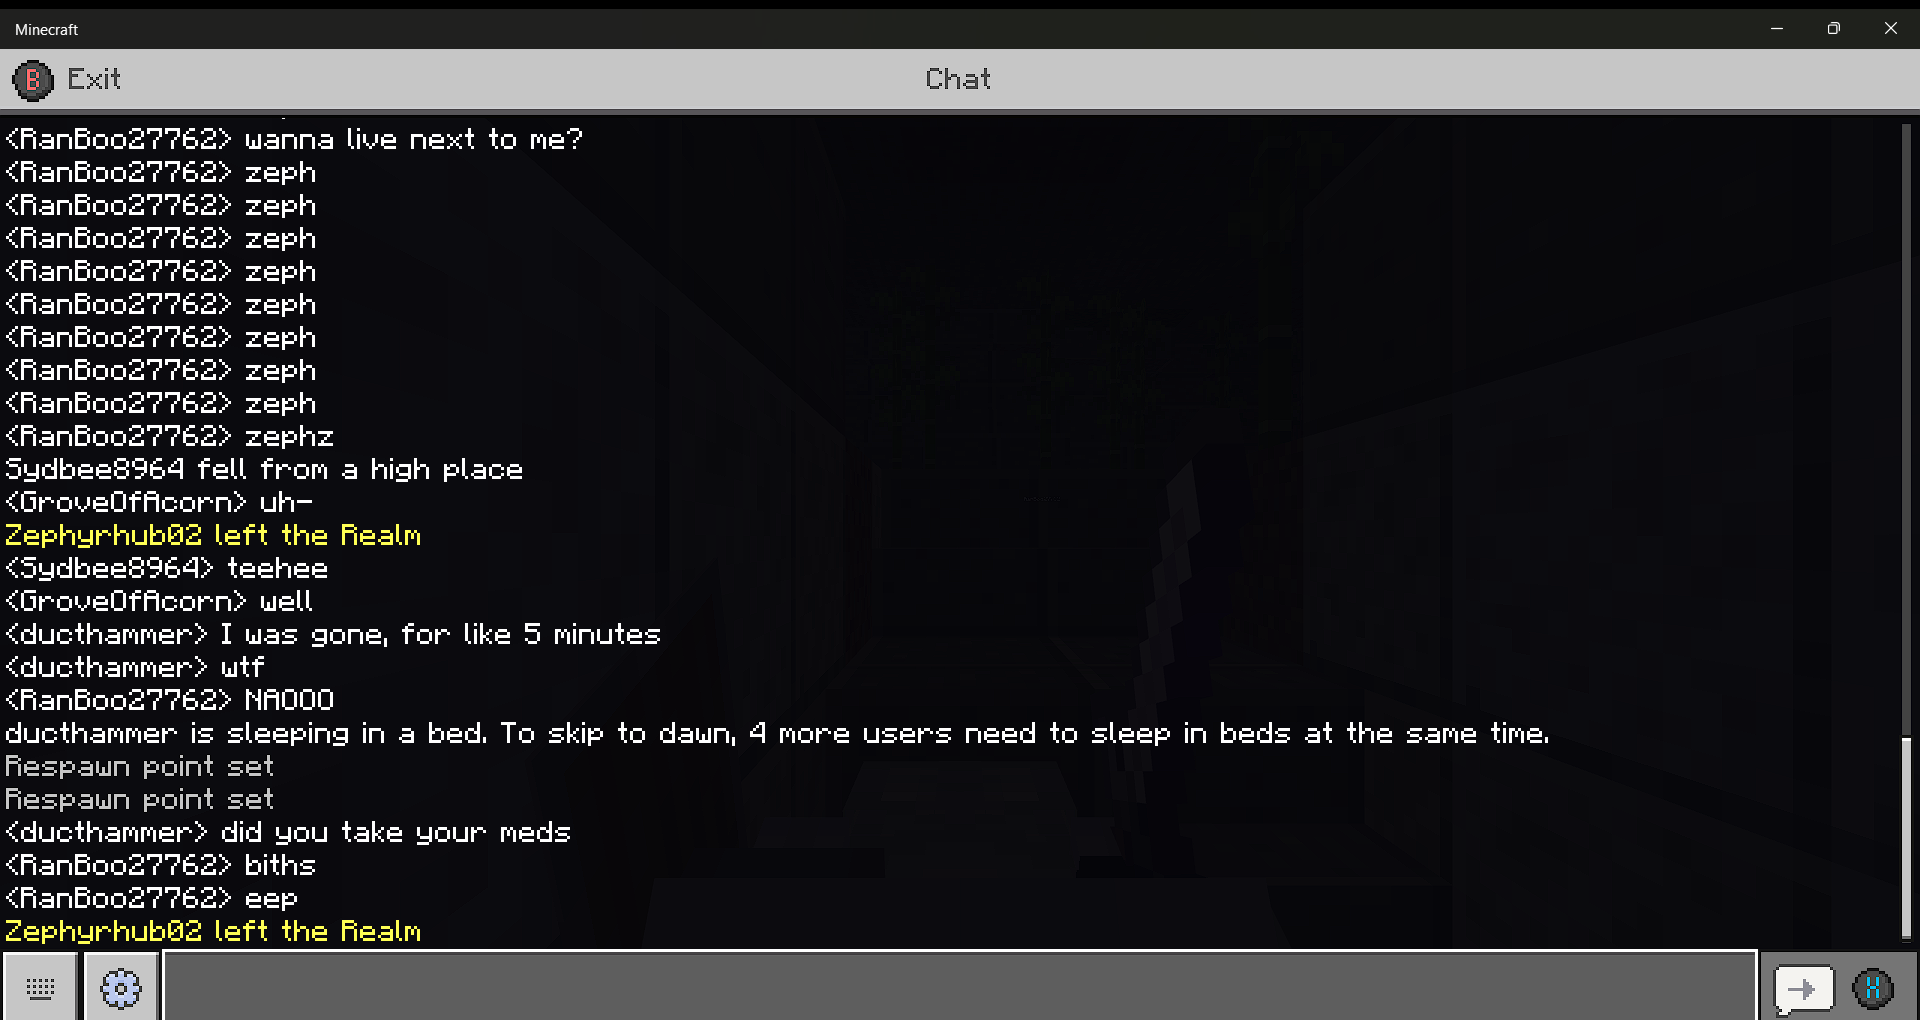 Minecraft
B Exit
Chat
<RanBoo27762> wanna live next to me?
<RanBoo27762> zeph
<RanBoo27762> zeph
<RanBoo27762> zeph
<RanBoo27762> zeph
<RanBoo27762> zeph
<RanBoo27762> zeph
<RanBoo27762> zeph
<RanBoo27762> zeph
<RanBoo27762> zephz
Sydbee8964 fell from a high place
<GroveOfAcorn> uh-
Zephyrhub02 left the Realm
<Sydbee8964> teehee
<GroveOfAcorn> well
<ducthammer> I was gone, for like 5 minutes
<ducthammer> wtf
<RanBoo27762> NAOOO
ducthammer is sleeping in a bed. To skip to dawn, 4 more users need to sleep in beds at the same time.
Respawn point set
Respawn point set
<ducthammer> did you take your meds
<RanBoo27762> biths
<RanBoo27762> eep
Zephyrhub02 left the Realm
X